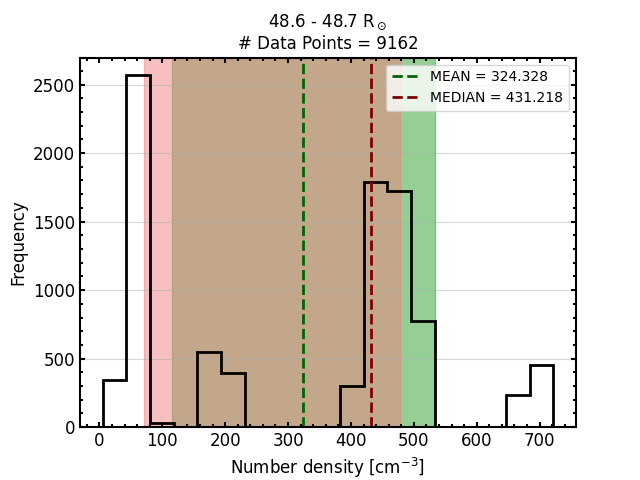 48.6 - 48.7 R⊙
# Data Points = 9162
MEAN = 324.328
MEDIAN = 431.218
Frequency
2500
2000
1500
1000
500
0
0 100 200 300 400 500 600 700
Number density [cm⁻³]